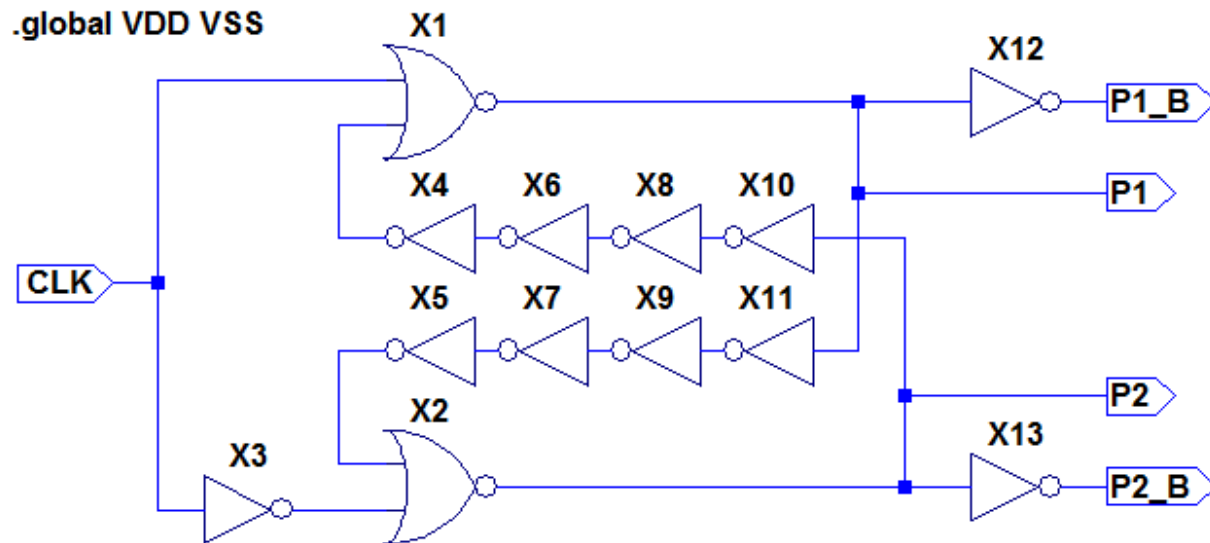 .global VDD VSS
X1
X12
P1_B
X4 X6 X8 X10
P1
CLK
X5 X7 X9 X11
P2
X3
X2
X13
P2_B